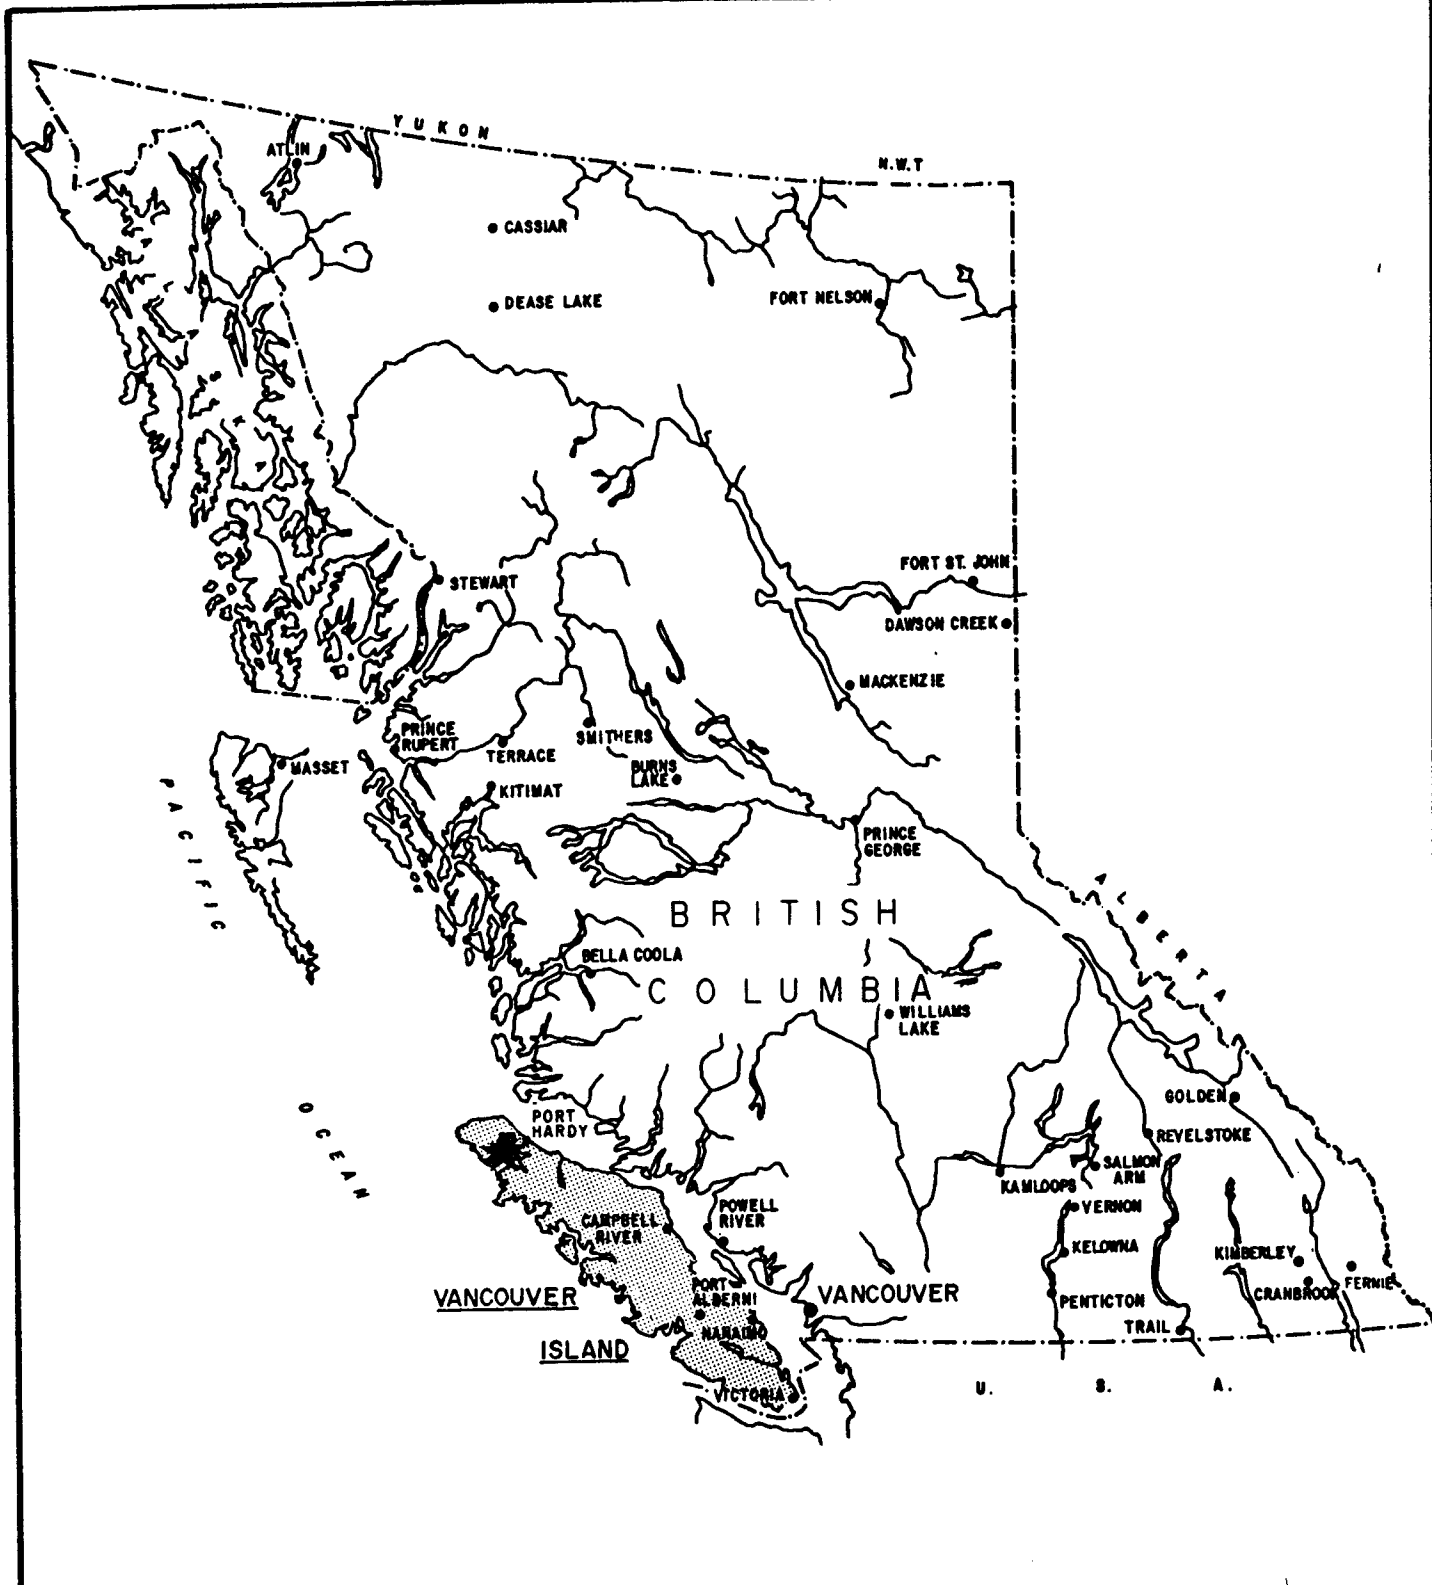 YUKON
N.W.T
ATLIN
CASSIAR
DEASE LAKE
FORT NELSON
ALASKA
STEWART
FORT ST. JOHN
DAWSON CREEK
MACKENZIE
PRINCE
RUPERT
TERRACE
SMITHERS
MASSET
KITIMAT
BURNS
LAKE
PACIFIC
PRINCE
GEORGE
ALBERTA
BRITISH
BELLA COOLA
COLUMBIA
WILLIAMS
LAKE
OCEAN
PORT
HARDY
GOLDEN
REVELSTOKE
SALMON
ARM
KAMLOOPS
VERNON
POWELL
RIVER
CAMPBELL
RIVER
KELOWNA
KIMBERLEY
CRANBROOK
FERNIE
PORT
ALBERNI
VANCOUVER
VANCOUVER
PENTICTON
NANAIMO
TRAIL
ISLAND
VICTORIA
U. S. A.